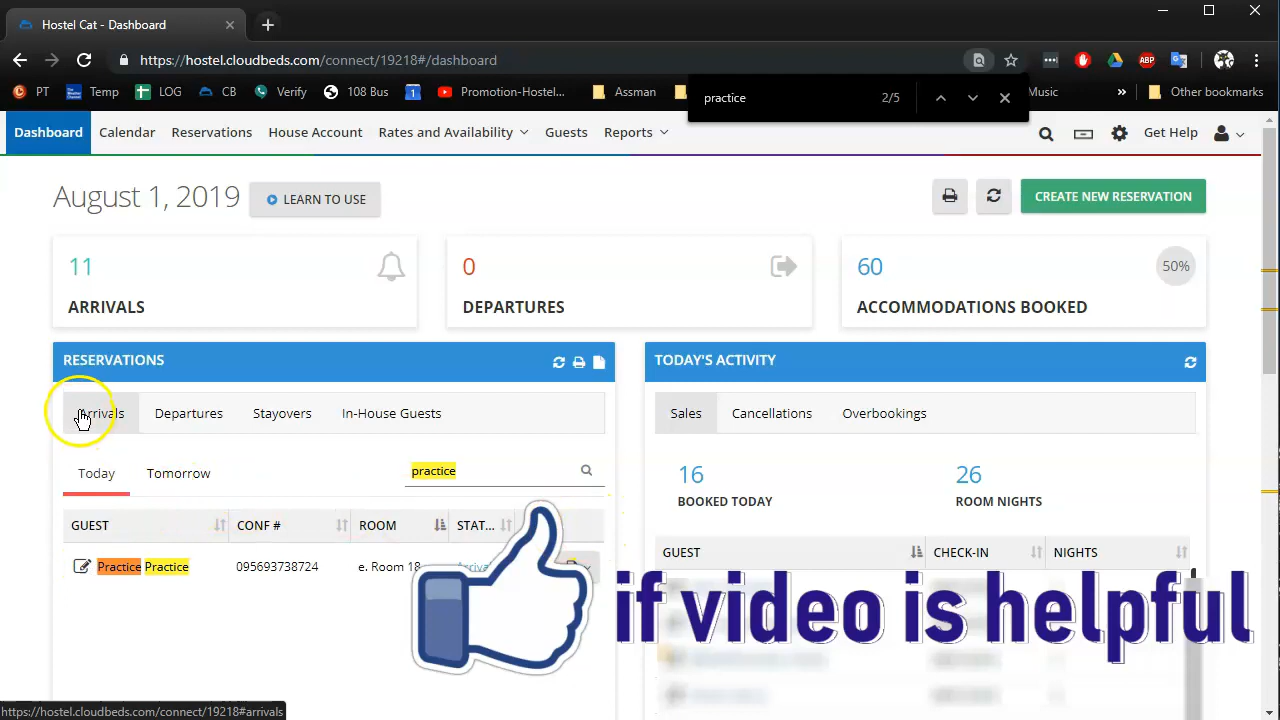 Hostel Cat - Dashboard
https://hostel.cloudbeds.com/connect/19218#/dashboard
PT Temp LOG CB Verify 108 Bus 1 Promotion-Hostel... Assman Music » Other bookmarks
practice 2/5
Dashboard Calendar Reservations House Account Rates and Availability Guests Reports Get Help
August 1, 2019 LEARN TO USE CREATE NEW RESERVATION
11 0 60 50%
ARRIVALS DEPARTURES ACCOMMODATIONS BOOKED
RESERVATIONS TODAY'S ACTIVITY
Arrivals Departures Stayovers In-House Guests Sales Cancellations Overbookings
Today Tomorrow practice 16 26
BOOKED TODAY ROOM NIGHTS
GUEST CONF # ROOM STAT...
GUEST CHECK-IN NIGHTS
Practice Practice 095693738724 e. Room 18
if video is helpful
https://hostel.cloudbeds.com/connect/19218#arrivals